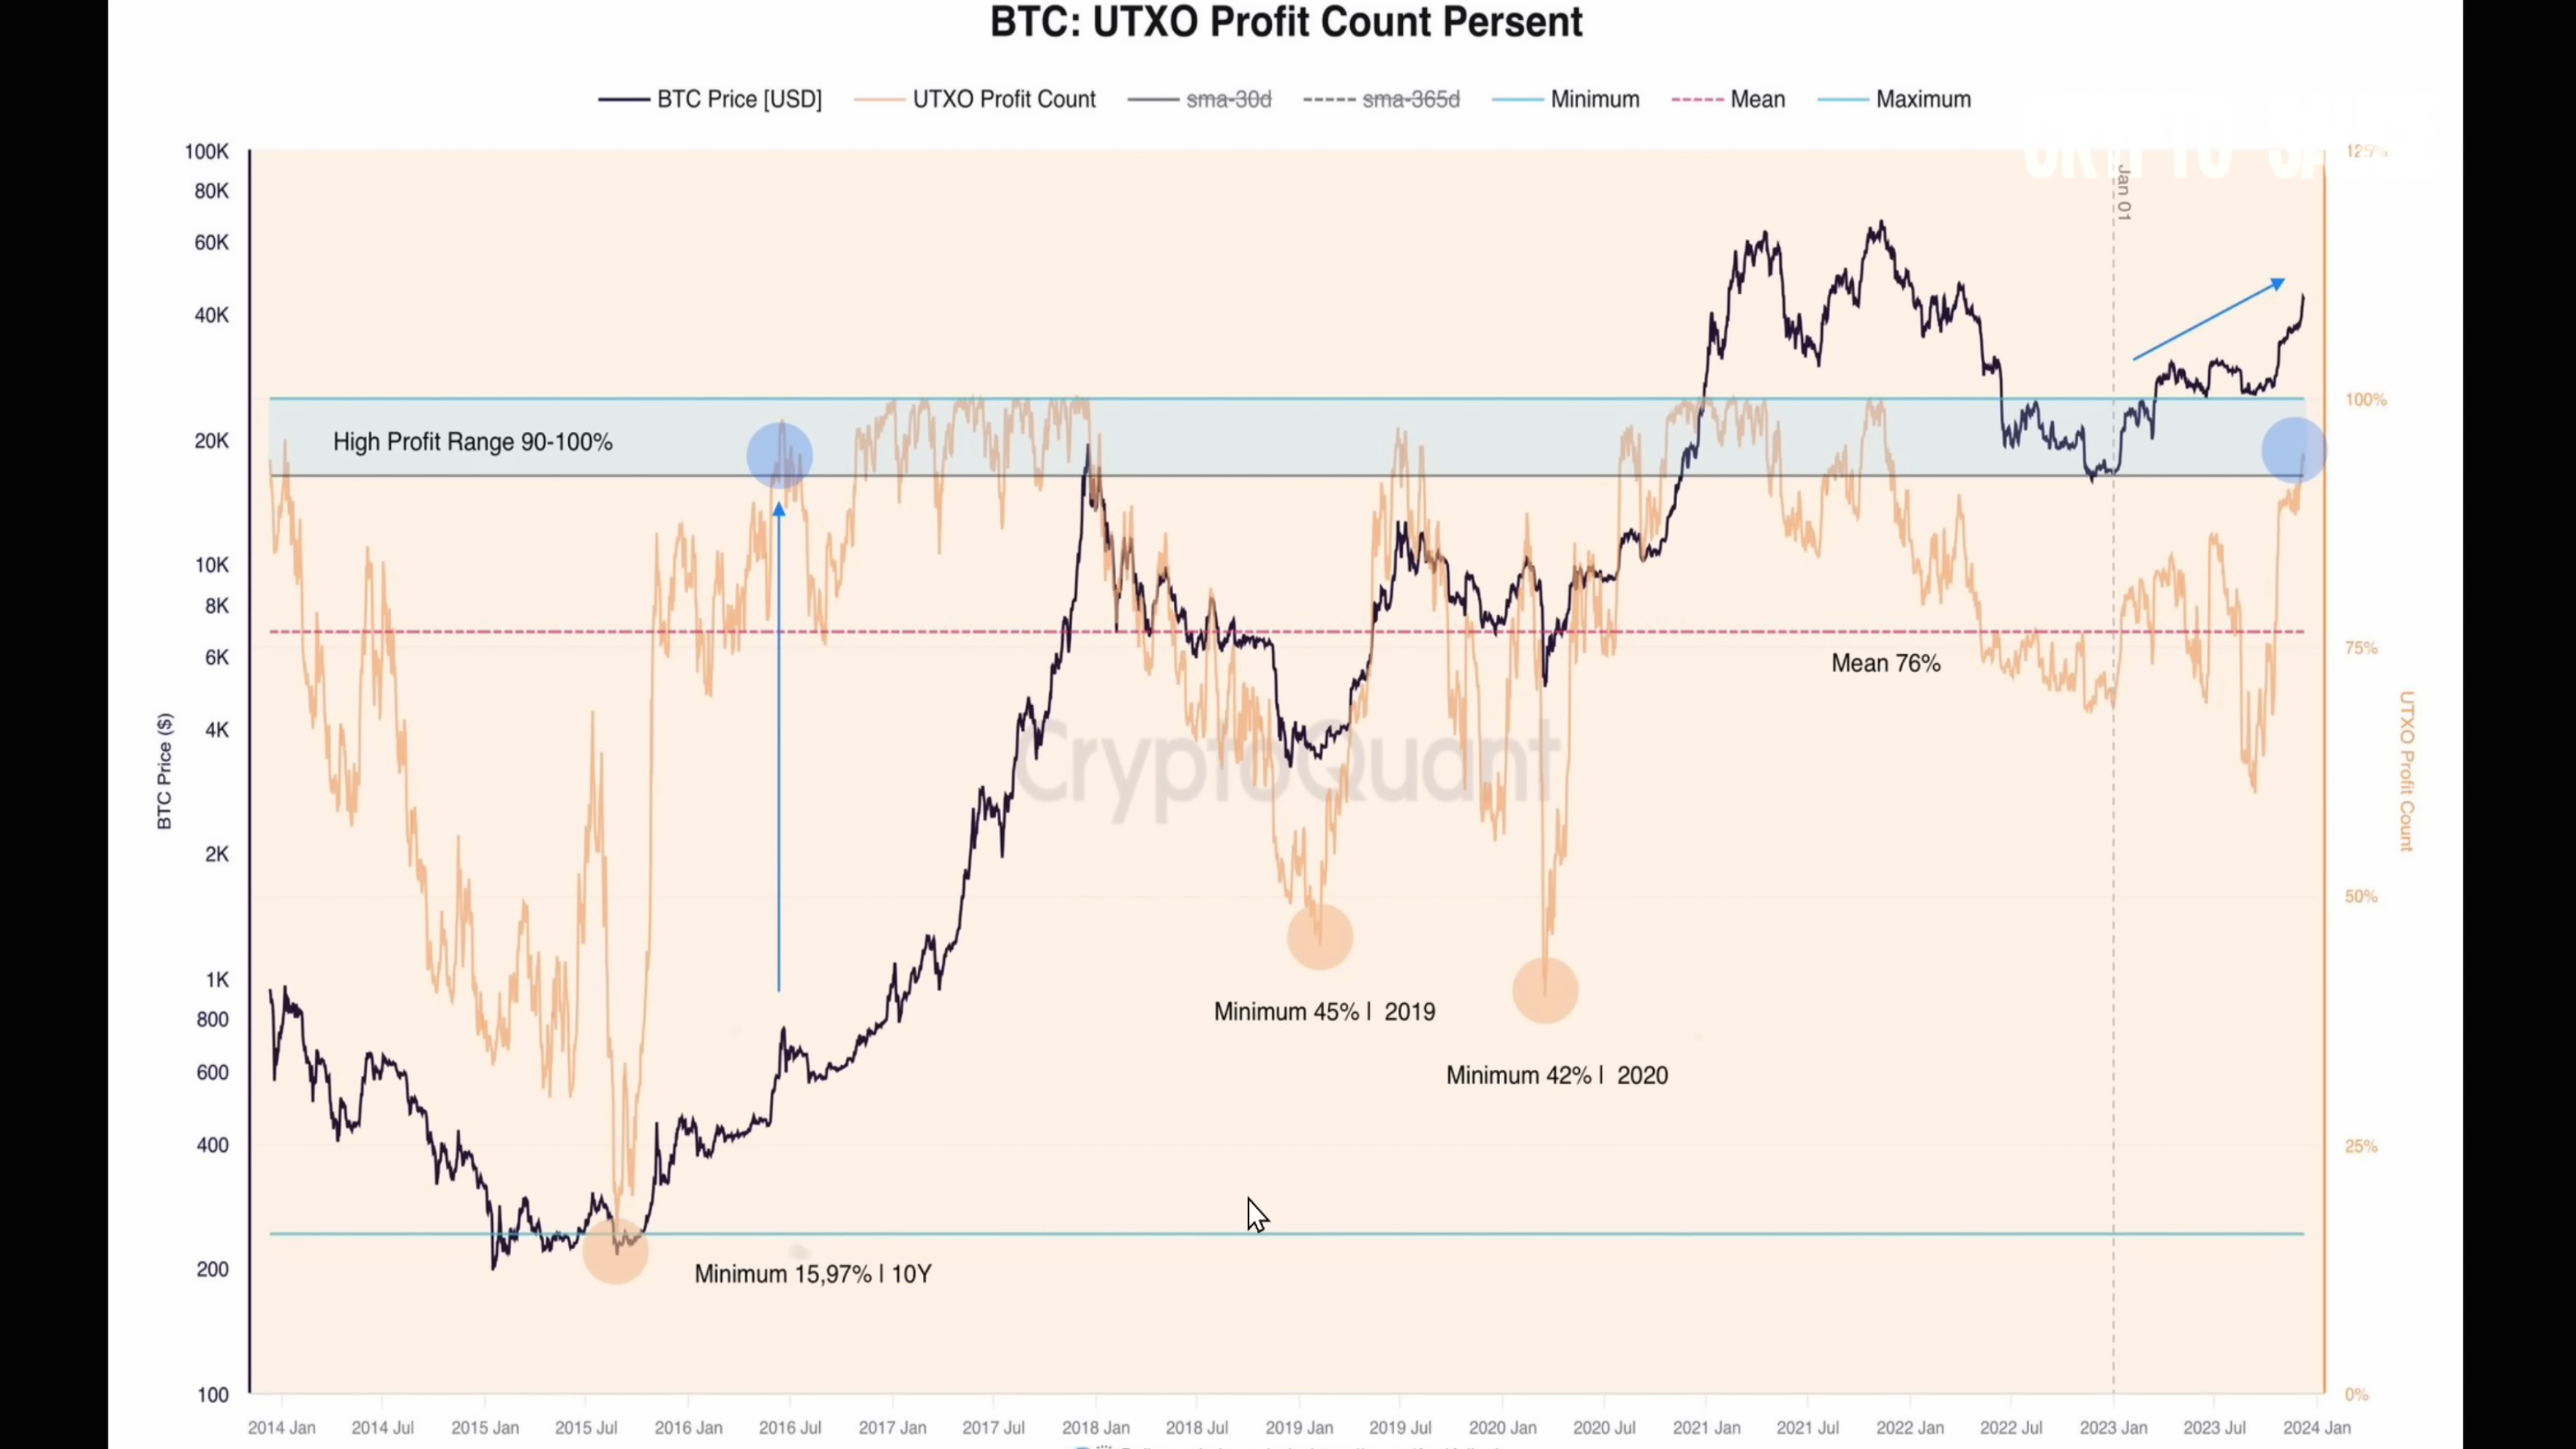 BTC: UTXO Profit Count Persent
BTC Price [USD] UTXO Profit Count sma-30d sma-365d Minimum Mean Maximum
100K
80K
60K
40K
20K
10K
8K
6K
4K
2K
1K
800
600
400
200
100
BTC Price ($)
High Profit Range 90-100%
Jan 01
Mean 76%
CryptoQuant
Minimum 45% | 2019
Minimum 42% | 2020
Minimum 15,97% | 10Y
125%
100%
75%
50%
25%
0%
UTXO Profit Count
2014 Jan 2014 Jul 2015 Jan 2015 Jul 2016 Jan 2016 Jul 2017 Jan 2017 Jul 2018 Jan 2018 Jul 2019 Jan 2019 Jul 2020 Jan 2020 Jul 2021 Jan 2021 Jul 2022 Jan 2022 Jul 2023 Jan 2023 Jul 2024 Jan